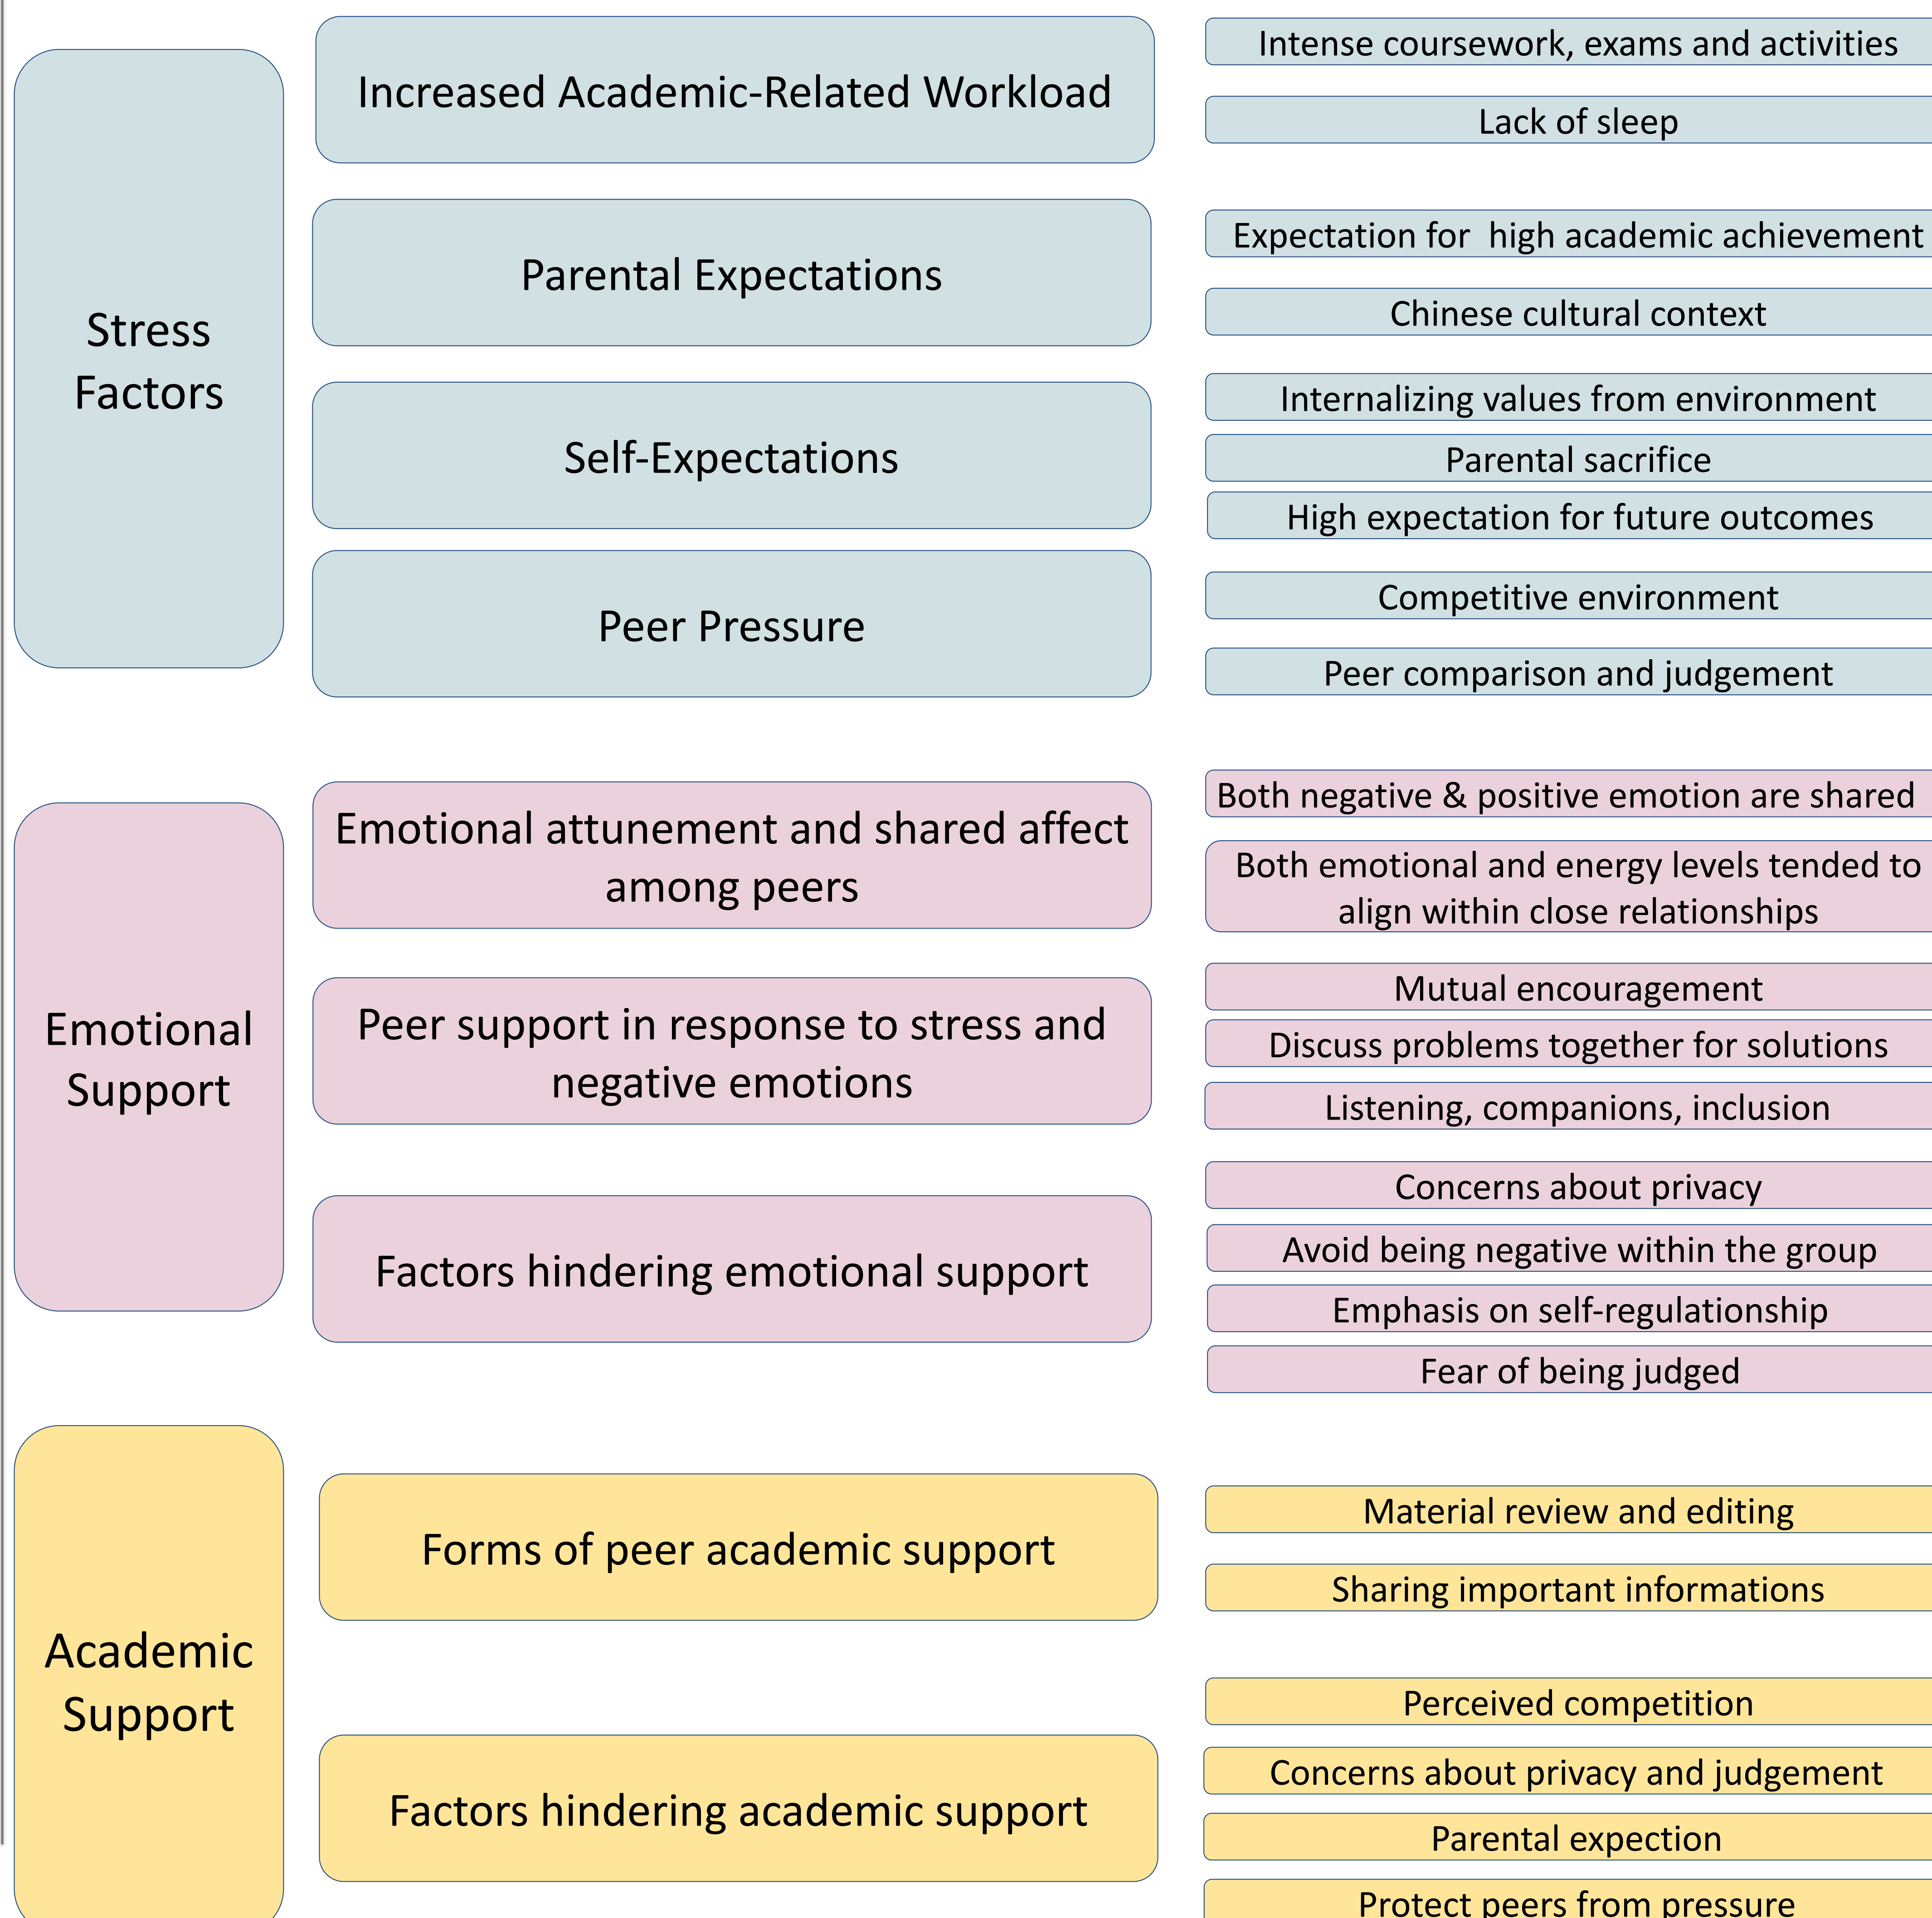 Stress
Factors
Increased Academic-Related Workload
Intense coursework, exams and activities
Lack of sleep
Parental Expectations
Expectation for  high academic achievement
Chinese cultural context
Self-Expectations
Internalizing values from environment
Parental sacrifice
High expectation for future outcomes
Peer Pressure
Competitive environment
Peer comparison and judgement
Emotional
Support
Emotional attunement and shared affect
among peers
Both negative & positive emotion are shared
Both emotional and energy levels tended to
align within close relationships
Peer support in response to stress and
negative emotions
Mutual encouragement
Discuss problems together for solutions
Listening, companions, inclusion
Factors hindering emotional support
Concerns about privacy
Avoid being negative within the group
Emphasis on self-regulationship
Fear of being judged
Academic
Support
Forms of peer academic support
Material review and editing
Sharing important informations
Factors hindering academic support
Perceived competition
Concerns about privacy and judgement
Parental expection
Protect peers from pressure